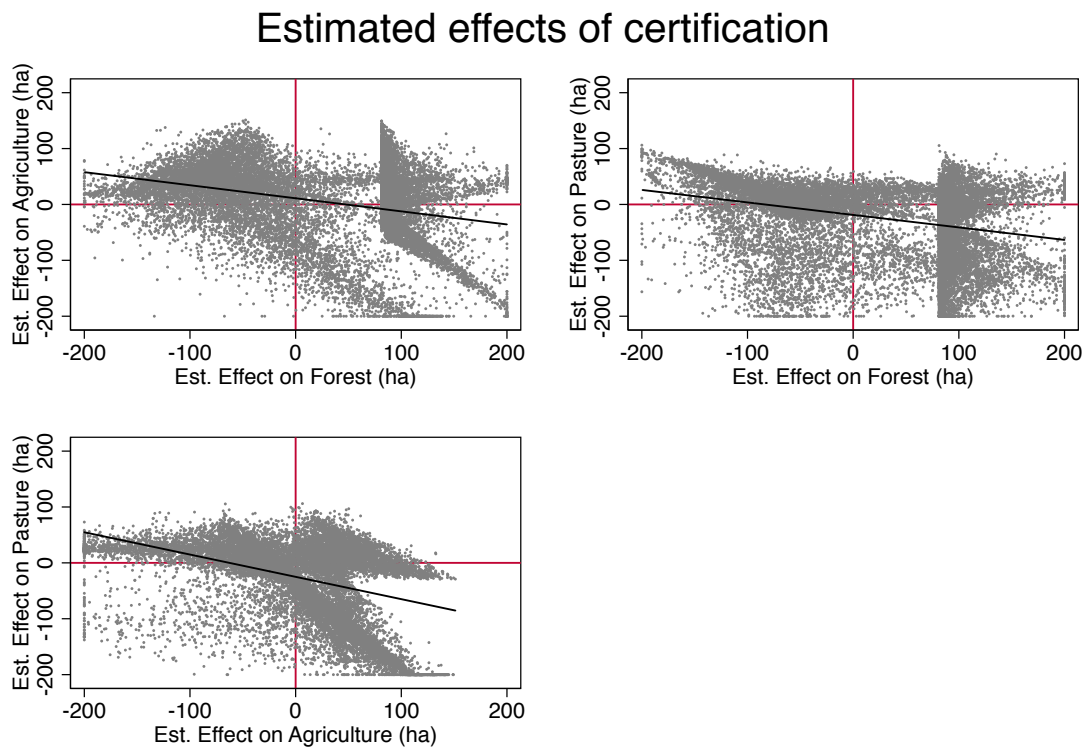 Estimated effects of certification
Est. Effect on Agriculture (ha)
-200 -100 0 100 200
-200 -100 0 100 200
Est. Effect on Forest (ha)
Est. Effect on Pasture (ha)
-200 -100 0 100 200
-200 -100 0 100 200
Est. Effect on Forest (ha)
Est. Effect on Pasture (ha)
-200 -100 0 100 200
-200 -100 0 100 200
Est. Effect on Agriculture (ha)